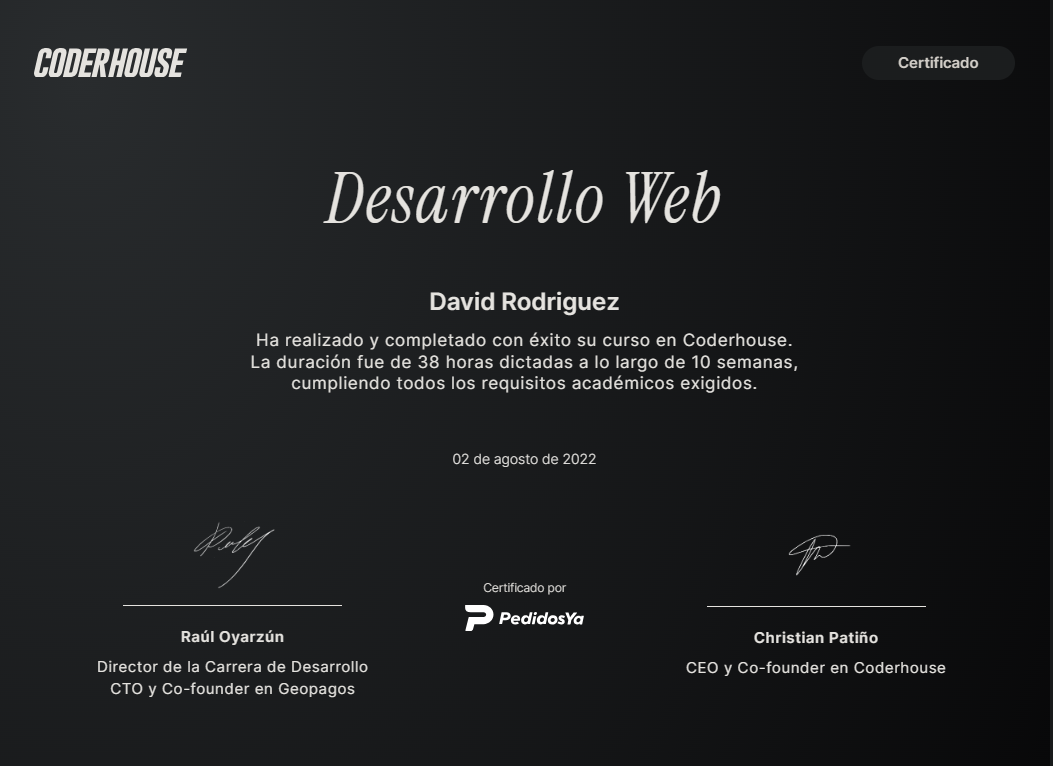 CODERHOUSE
Certificado
Desarrollo Web
David Rodriguez
Ha realizado y completado con éxito su curso en Coderhouse.
La duración fue de 38 horas dictadas a lo largo de 10 semanas,
cumpliendo todos los requisitos académicos exigidos.
02 de agosto de 2022
Certificado por
PedidosYa
Raúl Oyarzún
Director de la Carrera de Desarrollo
CTO y Co-founder en Geopagos
Christian Patiño
CEO y Co-founder en Coderhouse